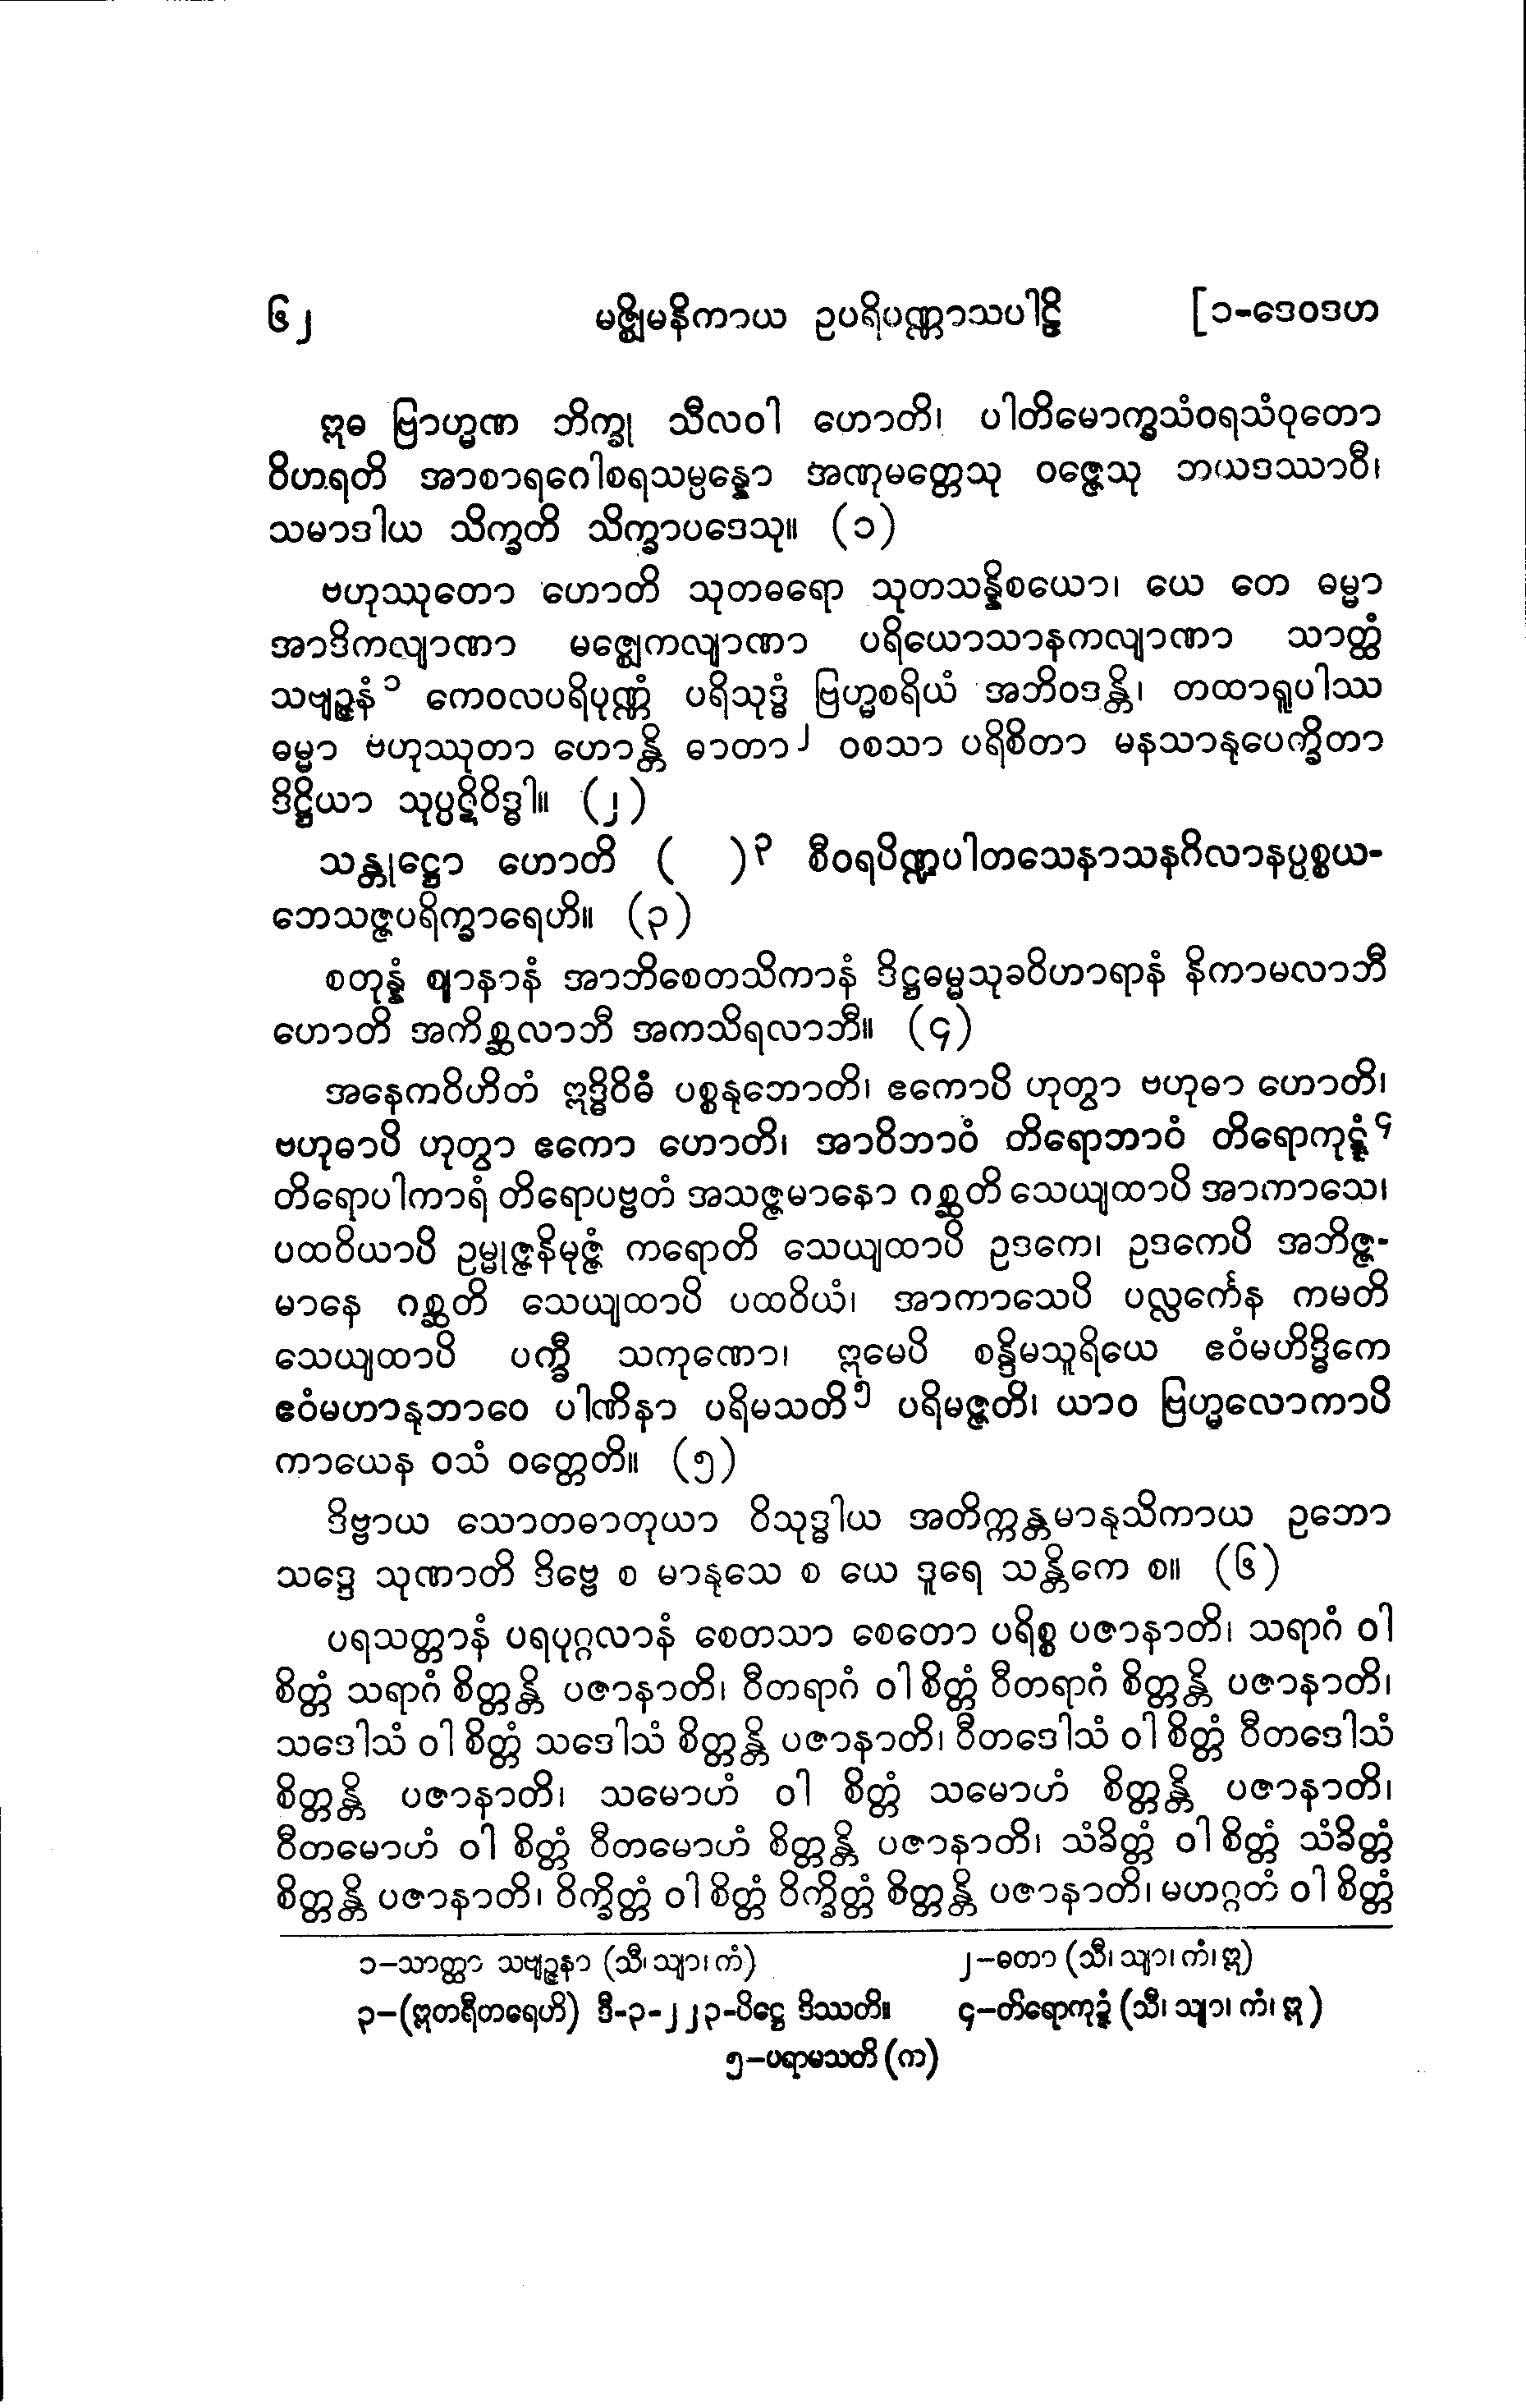 ၆၂ မဇ္ဈိမနိကာယ ဥပရိပဏ္ဏာသပါဠိ [၁-ဒေဝဒဟ
ဣဓ ဗြာဟ္မဏ ဘိက္ခု သီလဝါ ဟောတိ၊ ပါတိမောက္ခသံဝရသံဝုတော
ဝိဟရတိ အာစာရဂေါစရသမ္ပန္နော အဏုမတ္တေသု ဝဇ္ဇေသု ဘယဒဿာဝီ၊
သမာဒါယ သိက္ခတိ သိက္ခာပဒေသု။ (၁)
ဗဟုဿုတော ဟောတိ သုတဓရော သုတသန္နိစယော၊ ယေ တေ ဓမ္မာ
အာဒိကလျာဏာ မဇ္ဈေကလျာဏာ ပရိယောသာနကလျာဏာ သာတ္ထံ
သဗျဉ္ဇနံ၁ ကေဝလပရိပုဏ္ဏံ ပရိသုဒ္ဓံ ဗြဟ္မစရိယံ အဘိဝဒန္တိ၊ တထာရူပါဿ
ဓမ္မာ ဗဟုဿုတာ ဟောန္တိ ဓာတာ၂ ဝစသာ ပရိစိတာ မနသာနုပေက္ခိတာ
ဒိဋ္ဌိယာ သုပ္ပဋိဝိဒ္ဓါ။ (၂)
သန္တုဋ္ဌော ဟောတိ ( )၃ စီဝရပိဏ္ဍပါတသေနာသနဂိလာနပ္ပစ္စယ-
ဘေသဇ္ဇပရိက္ခာရေဟိ။ (၃)
စတုန္နံ ဈာနာနံ အာဘိစေတသိကာနံ ဒိဋ္ဌဓမ္မသုခဝိဟာရာနံ နိကာမလာဘီ
ဟောတိ အကိစ္ဆလာဘီ အကသိရလာဘီ။ (၄)
အနေကဝိဟိတံ ဣဒ္ဓိဝိဓံ ပစ္စနုဘောတိ၊ ဧကောပိ ဟုတွာ ဗဟုဓာ ဟောတိ၊
ဗဟုဓာပိ ဟုတွာ ဧကော ဟောတိ၊ အာဝိဘာဝံ တိရောဘာဝံ တိရောကုဋ္ဋံ၄
တိရောပါကာရံ တိရောပဗ္ဗတံ အသဇ္ဇမာနော ဂစ္ဆတိ သေယျထာပိ အာကာသေ၊
ပထဝိယာပိ ဥမ္မုဇ္ဇနိမုဇ္ဇံ ကရောတိ သေယျထာပိ ဥဒကေ၊ ဥဒကေပိ အဘိဇ္ဇ-
မာနေ ဂစ္ဆတိ သေယျထာပိ ပထဝိယံ၊ အာကာသေပိ ပလ္လင်္ကေန ကမတိ
သေယျထာပိ ပက္ခီ သကုဏော၊ ဣမေပိ စန္ဒိမသူရိယေ ဧဝံမဟိဒ္ဓိကေ
ဧဝံမဟာနုဘာဝေ ပါဏိနာ ပရိမသတိ၅ ပရိမဇ္ဇတိ၊ ယာဝ ဗြဟ္မလောကာပိ
ကာယေန ဝသံ ဝတ္တေတိ။ (၅)
ဒိဗ္ဗာယ သောတဓာတုယာ ဝိသုဒ္ဓါယ အတိက္ကန္တမာနုသိကာယ ဥဘော
သဒ္ဒေ သုဏာတိ ဒိဗ္ဗေ စ မာနုသေ စ ယေ ဒူရေ သန္တိကေ စ။ (၆)
ပရသတ္တာနံ ပရပုဂ္ဂလာနံ စေတသာ စေတော ပရိစ္စ ပဇာနာတိ၊ သရာဂံ ဝါ
စိတ္တံ သရာဂံ စိတ္တန္တိ ပဇာနာတိ၊ ဝီတရာဂံ ဝါ စိတ္တံ ဝီတရာဂံ စိတ္တန္တိ ပဇာနာတိ၊
သဒေါသံ ဝါ စိတ္တံ သဒေါသံ စိတ္တန္တိ ပဇာနာတိ၊ ဝီတဒေါသံ ဝါ စိတ္တံ ဝီတဒေါသံ
စိတ္တန္တိ ပဇာနာတိ၊ သမောဟံ ဝါ စိတ္တံ သမောဟံ စိတ္တန္တိ ပဇာနာတိ၊
ဝီတမောဟံ ဝါ စိတ္တံ ဝီတမောဟံ စိတ္တန္တိ ပဇာနာတိ၊ သံခိတ္တံ ဝါ စိတ္တံ သံခိတ္တံ
စိတ္တန္တိ ပဇာနာတိ၊ ဝိက္ခိတ္တံ ဝါ စိတ္တံ ဝိက္ခိတ္တံ စိတ္တန္တိ ပဇာနာတိ၊ မဟဂ္ဂတံ ဝါ စိတ္တံ
၁-သာတ္ထာ သဗျဉ္ဇနာ (သီ၊ သျာ၊ ကံ) ၂-ဓတာ (သီ၊ သျာ၊ ကံ၊ ဣ)
၃-(ဣတရီတရေဟိ) ဒီ-၃-၂၂၃-ပိဋ္ဌေ ဒိဿတိ။ ၄-တိရောကုဍ္ဍံ (သီ၊ သျာ၊ ကံ၊ ဣ)
၅-ပရာမသတိ (က)